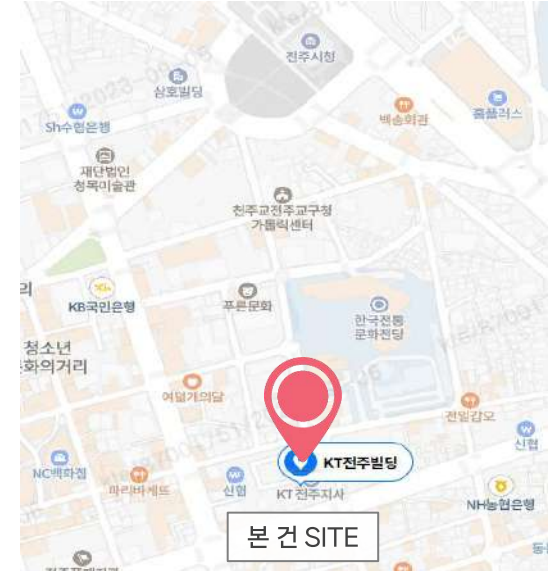 전주시청
삼호빌딩
Sh수협은행
백송회관
홈플러스
재단법인
청목미술관
천주교전주교구청
가톨릭센터
KB국민은행
푸른문화
한국전통
문화전당
청소년
화의거리
여덟개의달
전일갑오
신협
KT전주빌딩
NC백화점
파리바게뜨
신협
KT 전주지사
NH농협은행
본 건 SITE